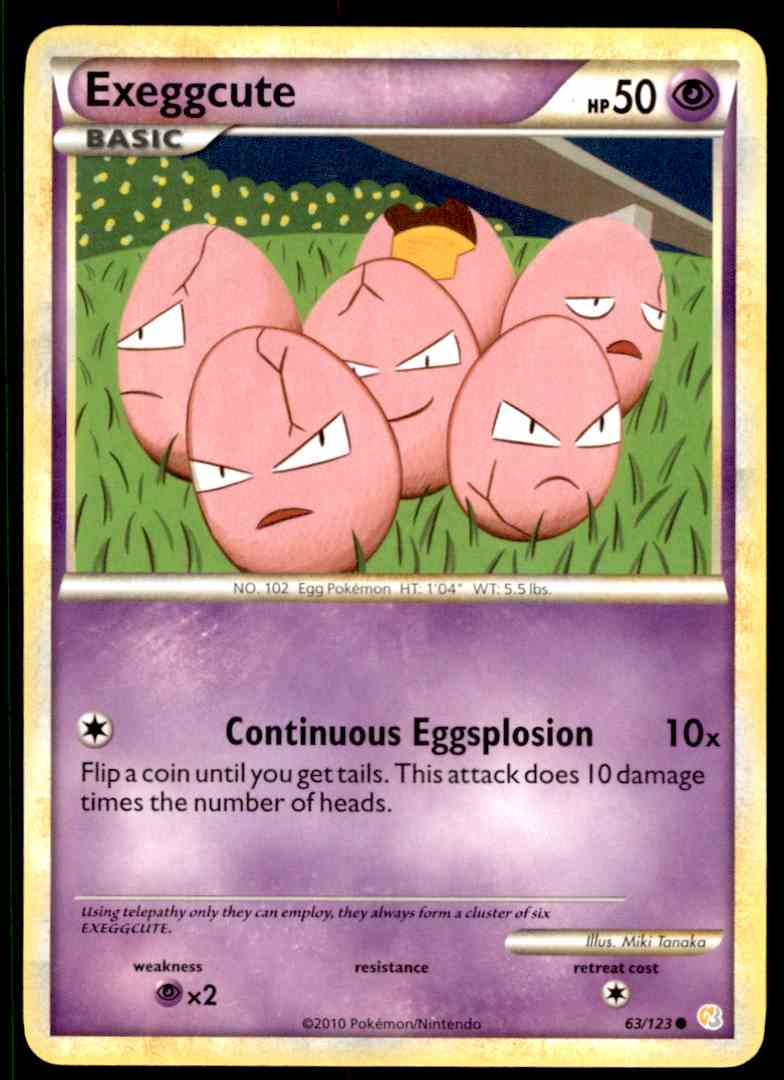 Exeggcute
HP 50
BASIC
NO. 102 Egg Pokémon HT: 1'04" WT: 5.5 lbs.
Continuous Eggsplosion 10x
Flip a coin until you get tails. This attack does 10 damage
times the number of heads.
Using telepathy only they can employ, they always form a cluster of six
EXEGGCUTE.
Illus. Miki Tanaka
weakness resistance retreat cost
x2
©2010 Pokémon/Nintendo 63/123